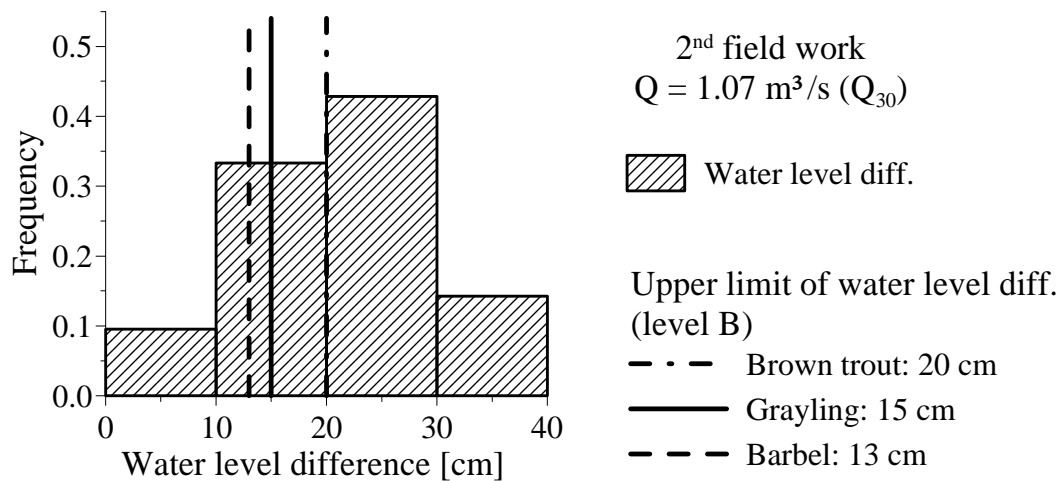 0.5
0.4
0.3
0.2
0.1
0.0
Frequency
0
10
20
30
40
Water level difference [cm]
2nd field work
Q = 1.07 m³/s (Q30)
Water level diff.
Upper limit of water level diff.
(level B)
Brown trout: 20 cm
Grayling: 15 cm
Barbel: 13 cm